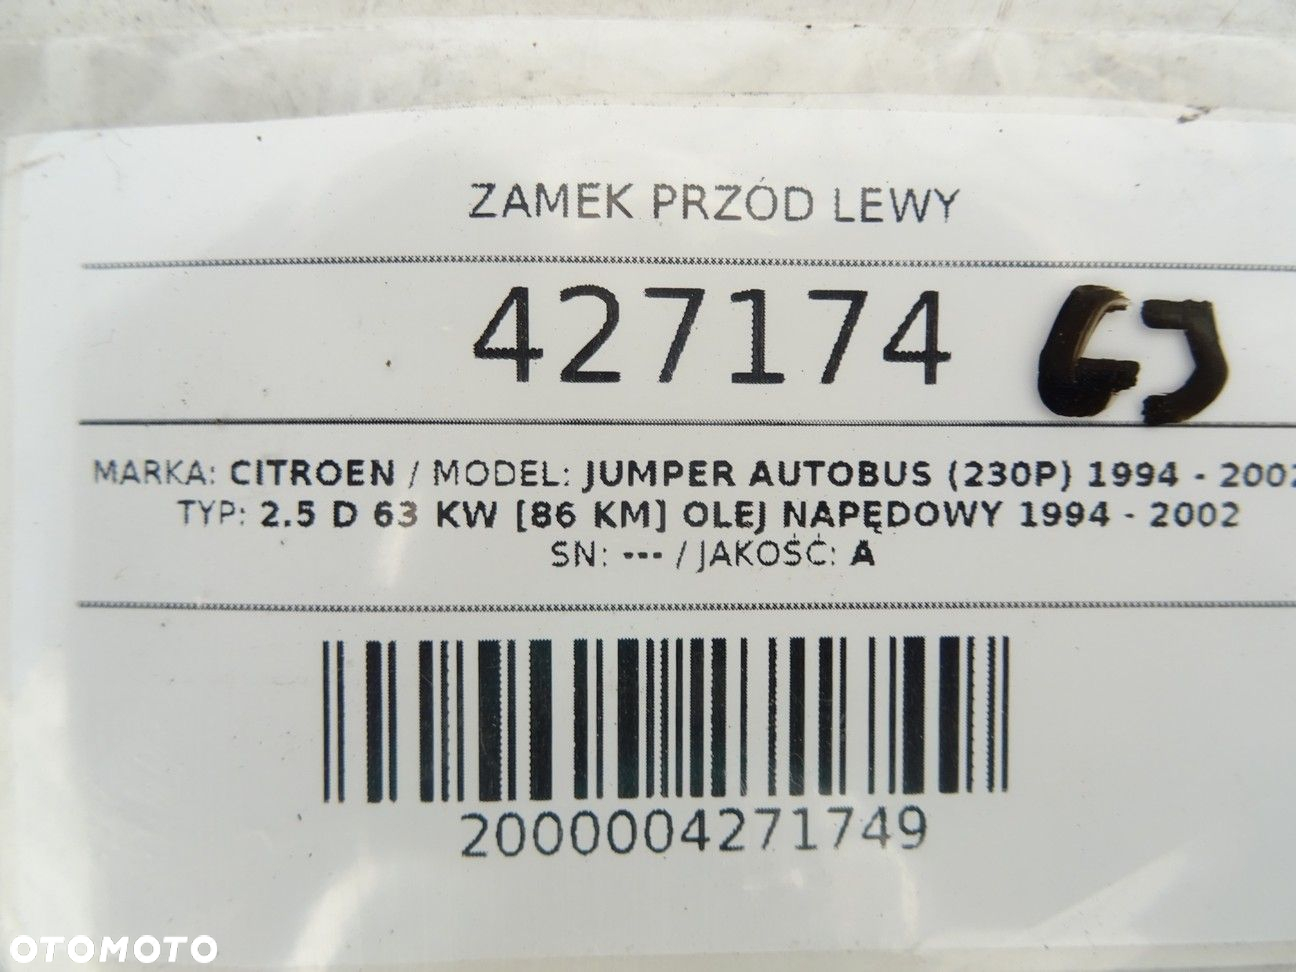 ZAMEK PRZÓD LEWY
427174
MARKA: CITROEN / MODEL: JUMPER AUTOBUS (230P) 1994 - 2002
TYP: 2.5 D 63 KW [86 KM] OLEJ NAPĘDOWY 1994 - 2002
SN: --- / JAKOŚĆ: A
2000004271749
OTOMOTO